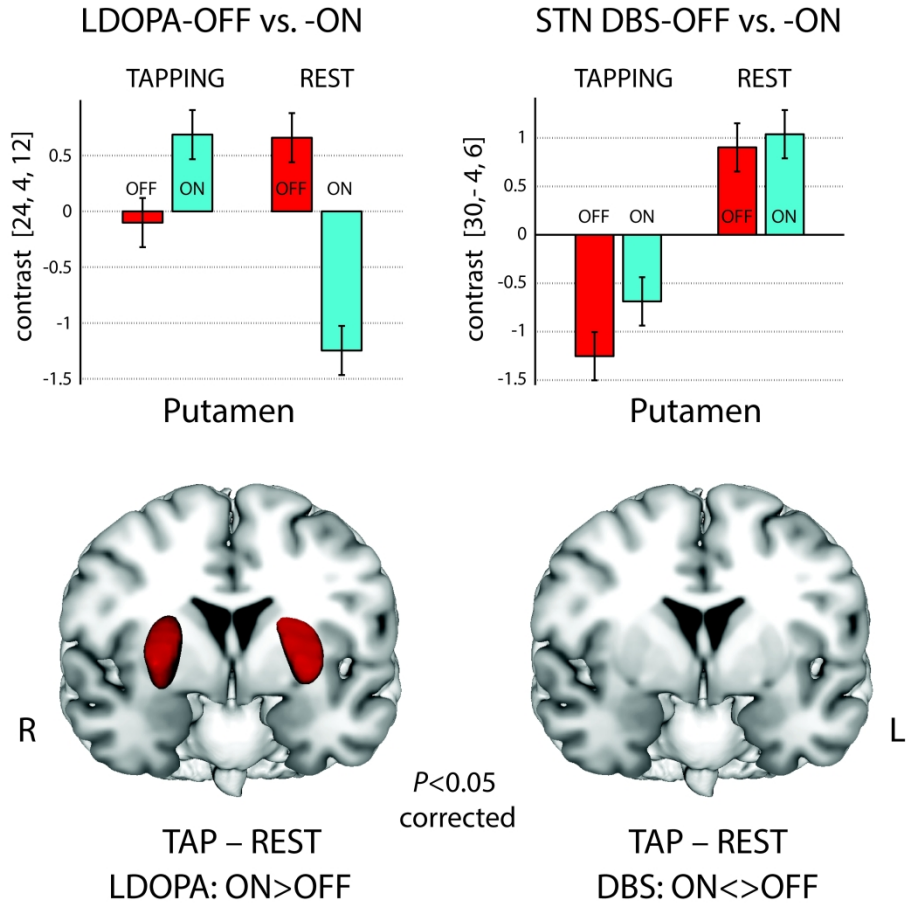 LDOPA-OFF vs. -ON
TAPPING
REST
contrast [24, 4, 12]
0.5
0
-0.5
-1
-1.5
OFF
ON
OFF
ON
Putamen
STN DBS-OFF vs. -ON
TAPPING
REST
contrast [30, - 4, 6]
1
0.5
0
-0.5
-1
-1.5
OFF
ON
OFF
ON
Putamen
R
L
P<0.05
corrected
TAP – REST
LDOPA: ON>OFF
TAP – REST
DBS: ON<>OFF